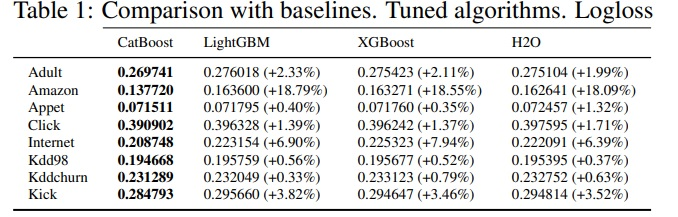 Table 1: Comparison with baselines. Tuned algorithms. Logloss
CatBoost LightGBM XGBoost H2O
Adult 0.269741 0.276018 (+2.33%) 0.275423 (+2.11%) 0.275104 (+1.99%)
Amazon 0.137720 0.163600 (+18.79%) 0.163271 (+18.55%) 0.162641 (+18.09%)
Appet 0.071511 0.071795 (+0.40%) 0.071760 (+0.35%) 0.072457 (+1.32%)
Click 0.390902 0.396328 (+1.39%) 0.396242 (+1.37%) 0.397595 (+1.71%)
Internet 0.208748 0.223154 (+6.90%) 0.225323 (+7.94%) 0.222091 (+6.39%)
Kdd98 0.194668 0.195759 (+0.56%) 0.195677 (+0.52%) 0.195395 (+0.37%)
Kddchurn 0.231289 0.232049 (+0.33%) 0.233123 (+0.79%) 0.232752 (+0.63%)
Kick 0.284793 0.295660 (+3.82%) 0.294647 (+3.46%) 0.294814 (+3.52%)